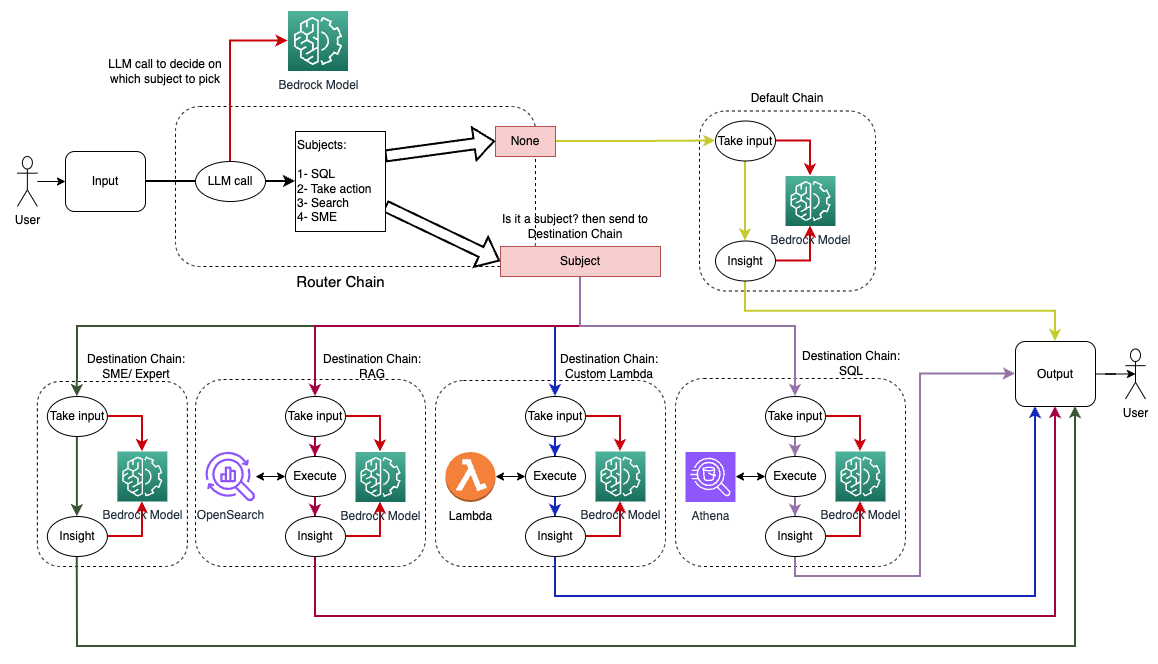 LLM call to decide on
which subject to pick
Bedrock Model
Default Chain
User
Input
LLM call
Subjects:
1- SQL
2- Take action
3- Search
4- SME
None
Take input
Bedrock Model
Insight
Is it a subject? then send to
Destination Chain
Subject
Router Chain
Destination Chain:
SME/ Expert
Take input
Bedrock Model
Insight
Destination Chain:
RAG
Take input
Execute
OpenSearch
Bedrock Model
Insight
Destination Chain:
Custom Lambda
Take input
Execute
Lambda
Bedrock Model
Insight
Destination Chain:
SQL
Take input
Execute
Athena
Bedrock Model
Insight
Output
User